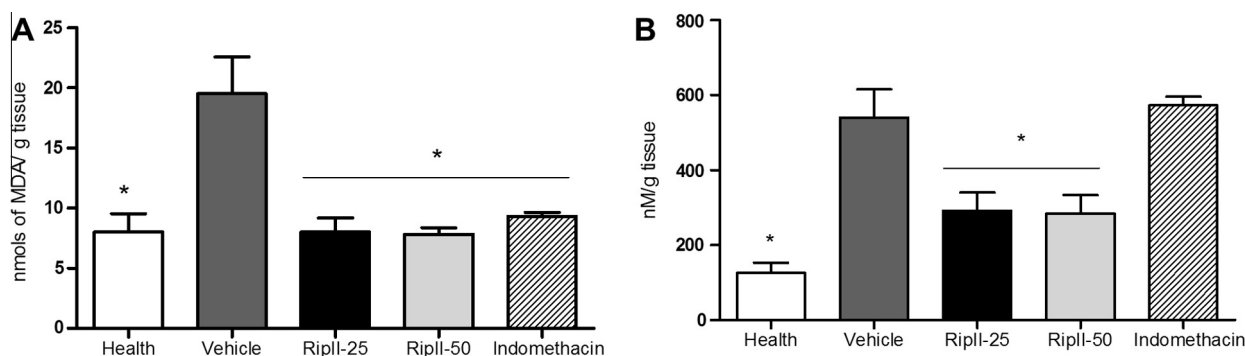 A
nmols of MDA/ g tissue
25
20
15
10
5
0
*
*
Health
Vehicle
RipII-25
RipII-50
Indomethacin
B
nM/g tissue
800
600
400
200
0
*
*
Health
Vehicle
RipII-25
RipII-50
Indomethacin